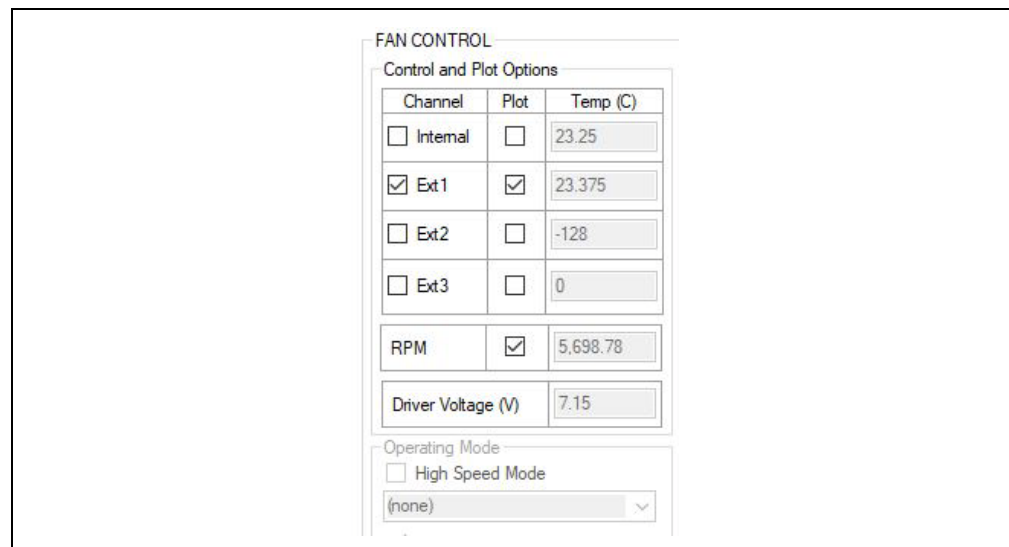 FAN CONTROL
Control and Plot Options
Channel Plot Temp (C)
Internal 23.25
Ext1 23.375
Ext2 -128
Ext3 0
RPM 5,698.78
Driver Voltage (V) 7.15
Operating Mode
High Speed Mode
(none)